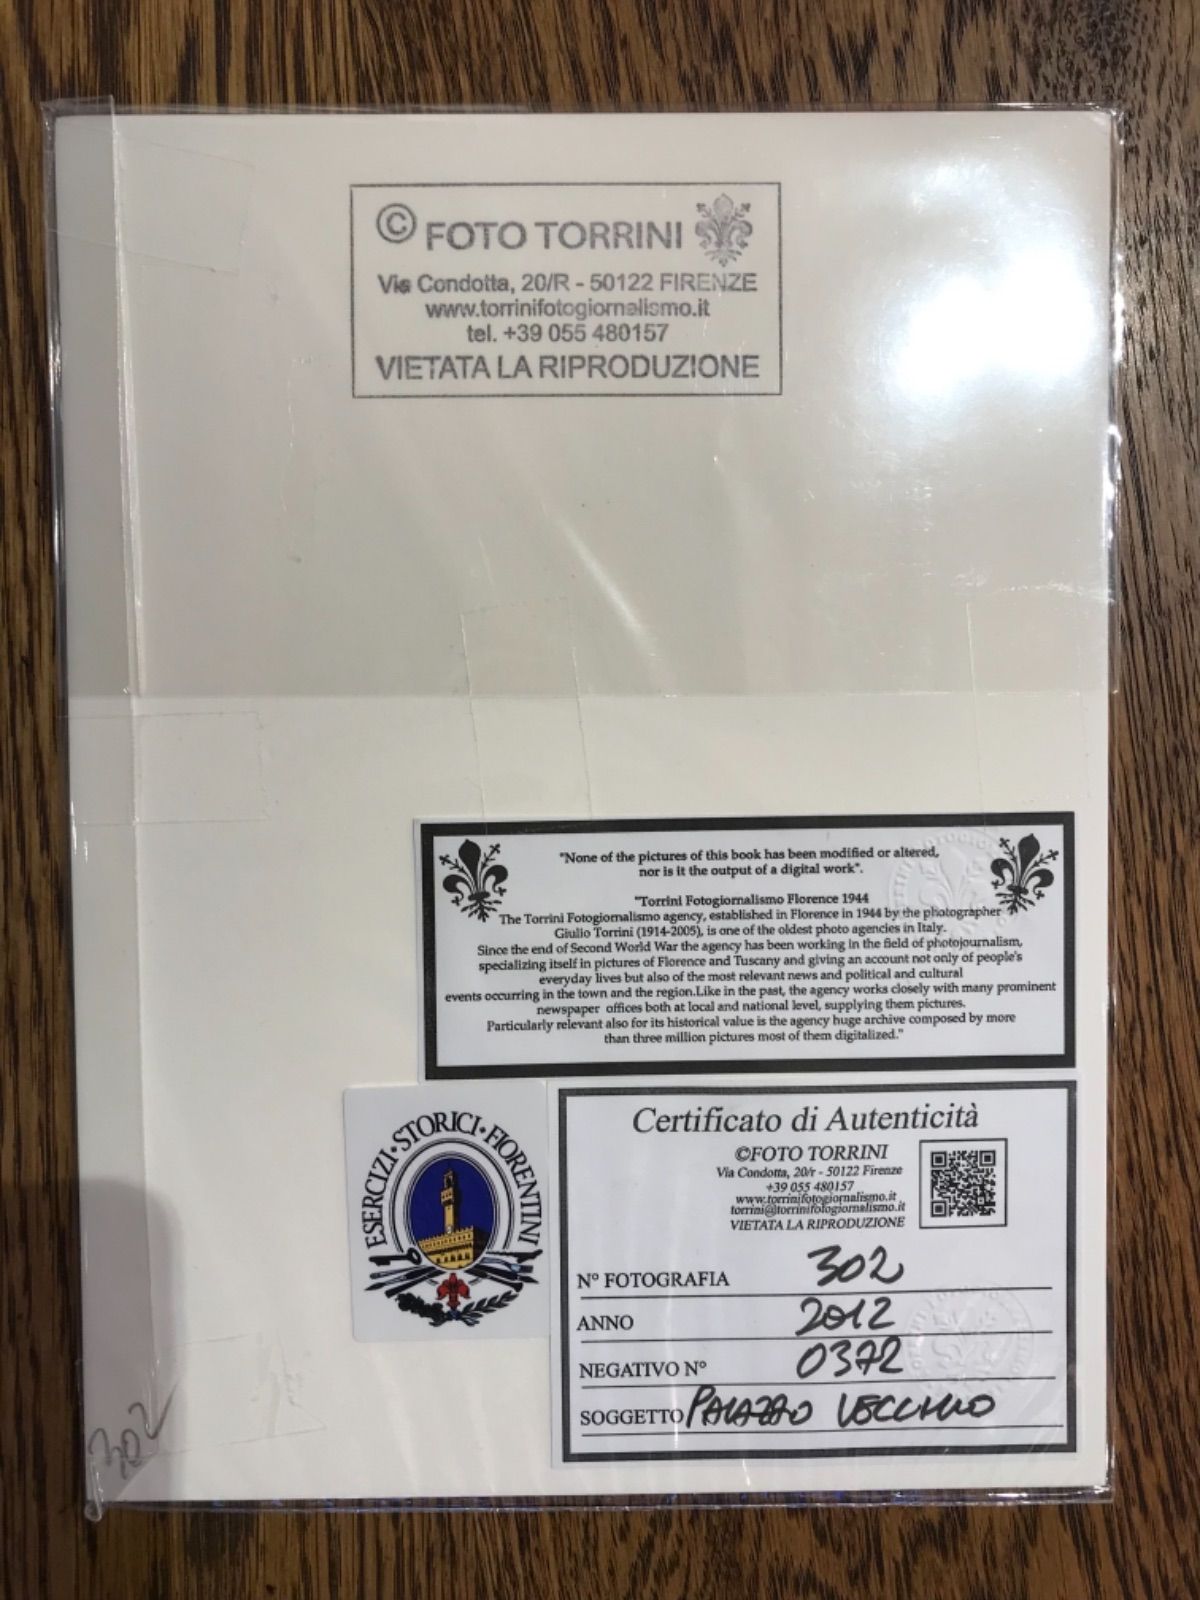 © FOTO TORRINI
Via Condotta, 20/R - 50122 FIRENZE
www.torrinifotogiornalismo.it
tel. +39 055 480157
VIETATA LA RIPRODUZIONE
"None of the pictures of this book has been modified or altered,
nor is it the output of a digital work".
"Torrini Fotogiornalismo Florence 1944
The Torrini Fotogiornalismo agency, established in Florence in 1944 by the photographer
Giulio Torrini (1914-2005), is one of the oldest photo agencies in Italy.
Since the end of Second World War the agency has been working in the field of photojournalism,
specializing itself in pictures of Florence and Tuscany and giving an account not only of people's
everyday lives but also of the most relevant news and political and cultural
events occurring in the town and the region.Like in the past, the agency works closely with many prominent
newspaper offices both at local and national level, supplying them pictures.
Particularly relevant also for its historical value is the agency huge archive composed by more
than three million pictures most of them digitalized."
ESERCIZI·STORICI·FIORENTINI
Certificato di Autenticità
©FOTO TORRINI
Via Condotta, 20/r - 50122 Firenze
+39 055 480157
www.torrinifotogiornalismo.it
torrini@torrinifotogiornalismo.it
VIETATA LA RIPRODUZIONE
N° FOTOGRAFIA 302
ANNO 2012
NEGATIVO N° 0372
SOGGETTO PALAZZO VECCHIO
302